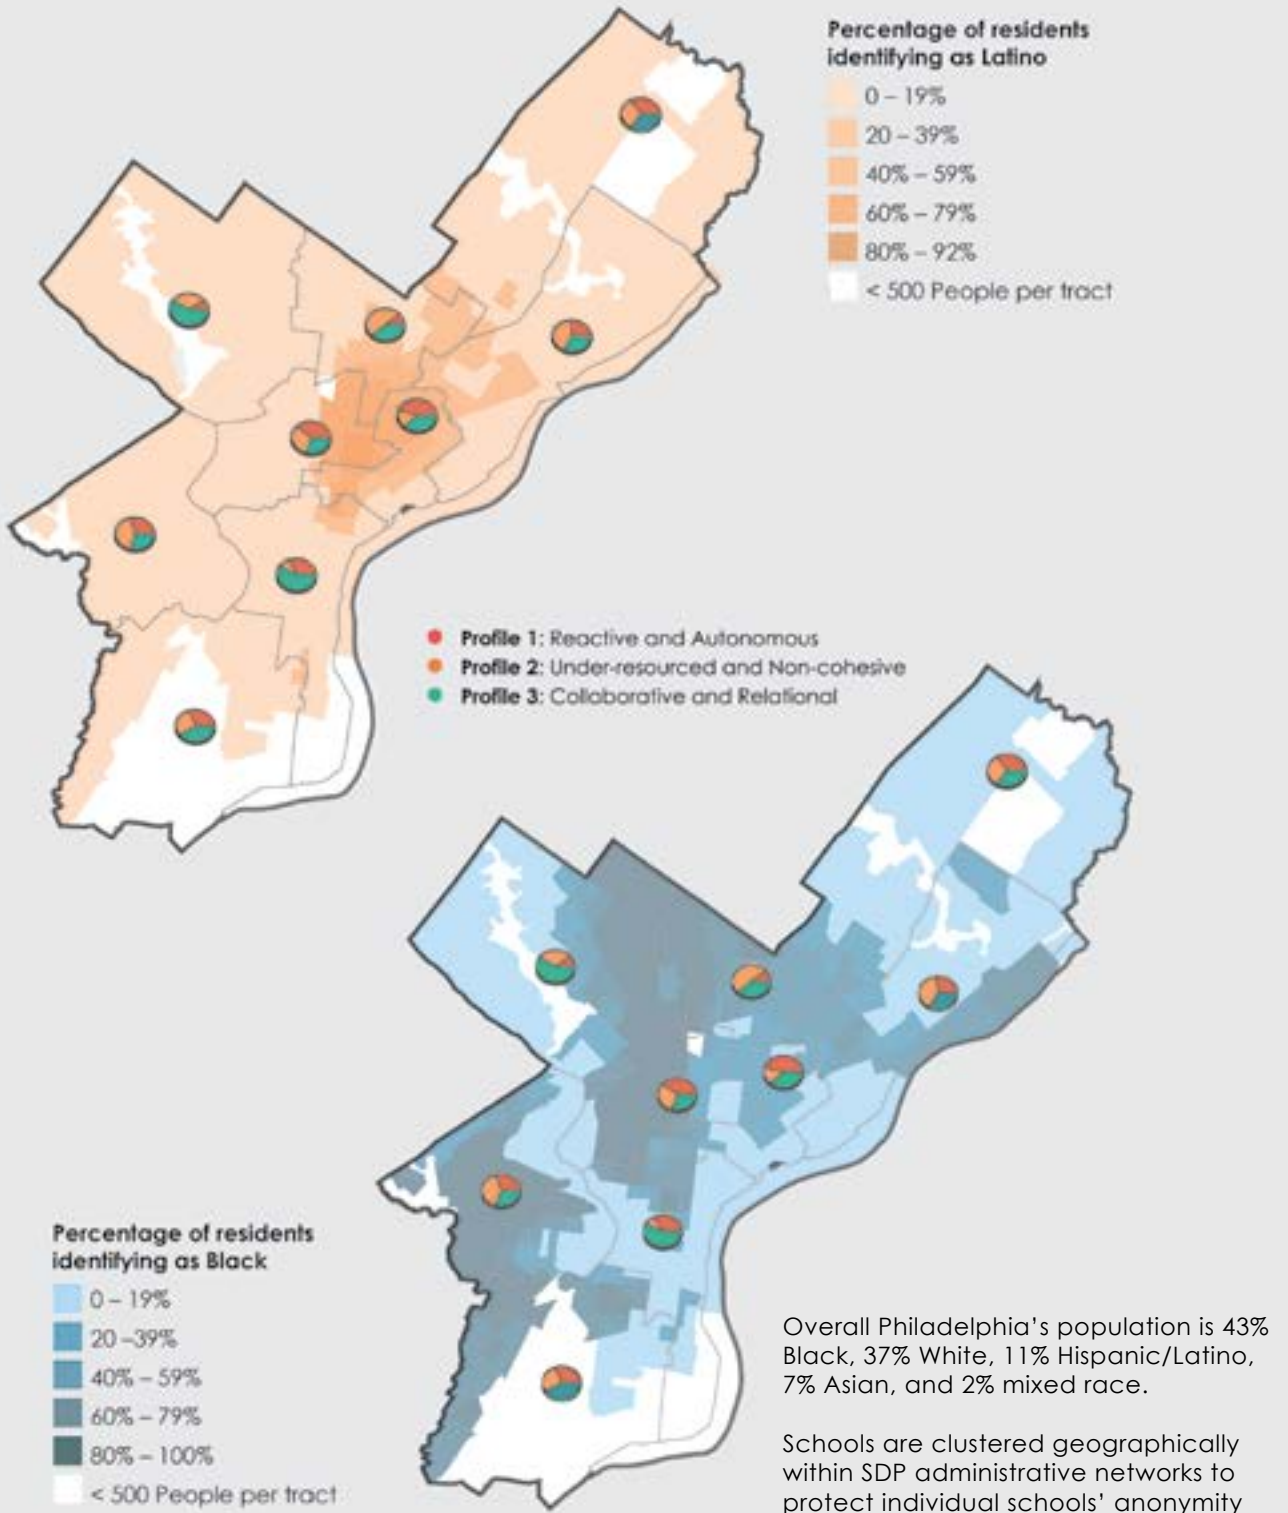 Percentage of residents
identifying as Latino
0 – 19%
20 – 39%
40% – 59%
60% – 79%
80% – 92%
< 500 People per tract
Profile 1: Reactive and Autonomous
Profile 2: Under-resourced and Non-cohesive
Profile 3: Collaborative and Relational
Percentage of residents
identifying as Black
0 – 19%
20 –39%
40% – 59%
60% – 79%
80% – 100%
< 500 People per tract
Overall Philadelphia’s population is 43%
Black, 37% White, 11% Hispanic/Latino,
7% Asian, and 2% mixed race.
Schools are clustered geographically
within SDP administrative networks to
protect individual schools’ anonymity